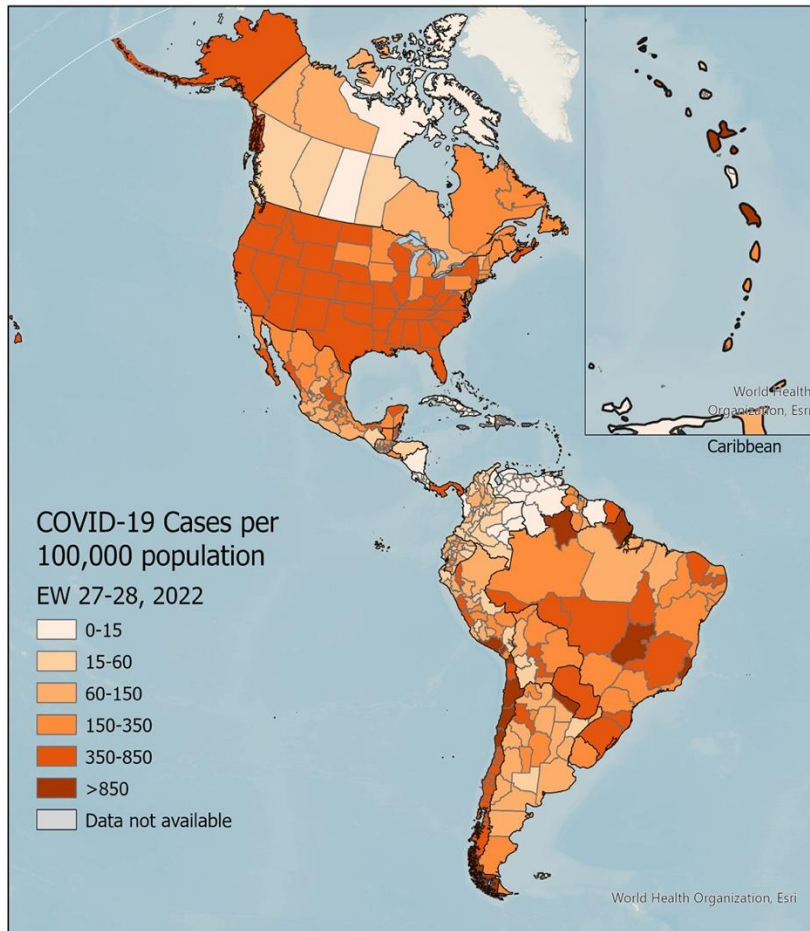 World Health
Organization, Esri
Caribbean
COVID-19 Cases per
100,000 population
EW 27-28, 2022
0-15
15-60
60-150
150-350
350-850
>850
Data not available
World Health Organization, Esri